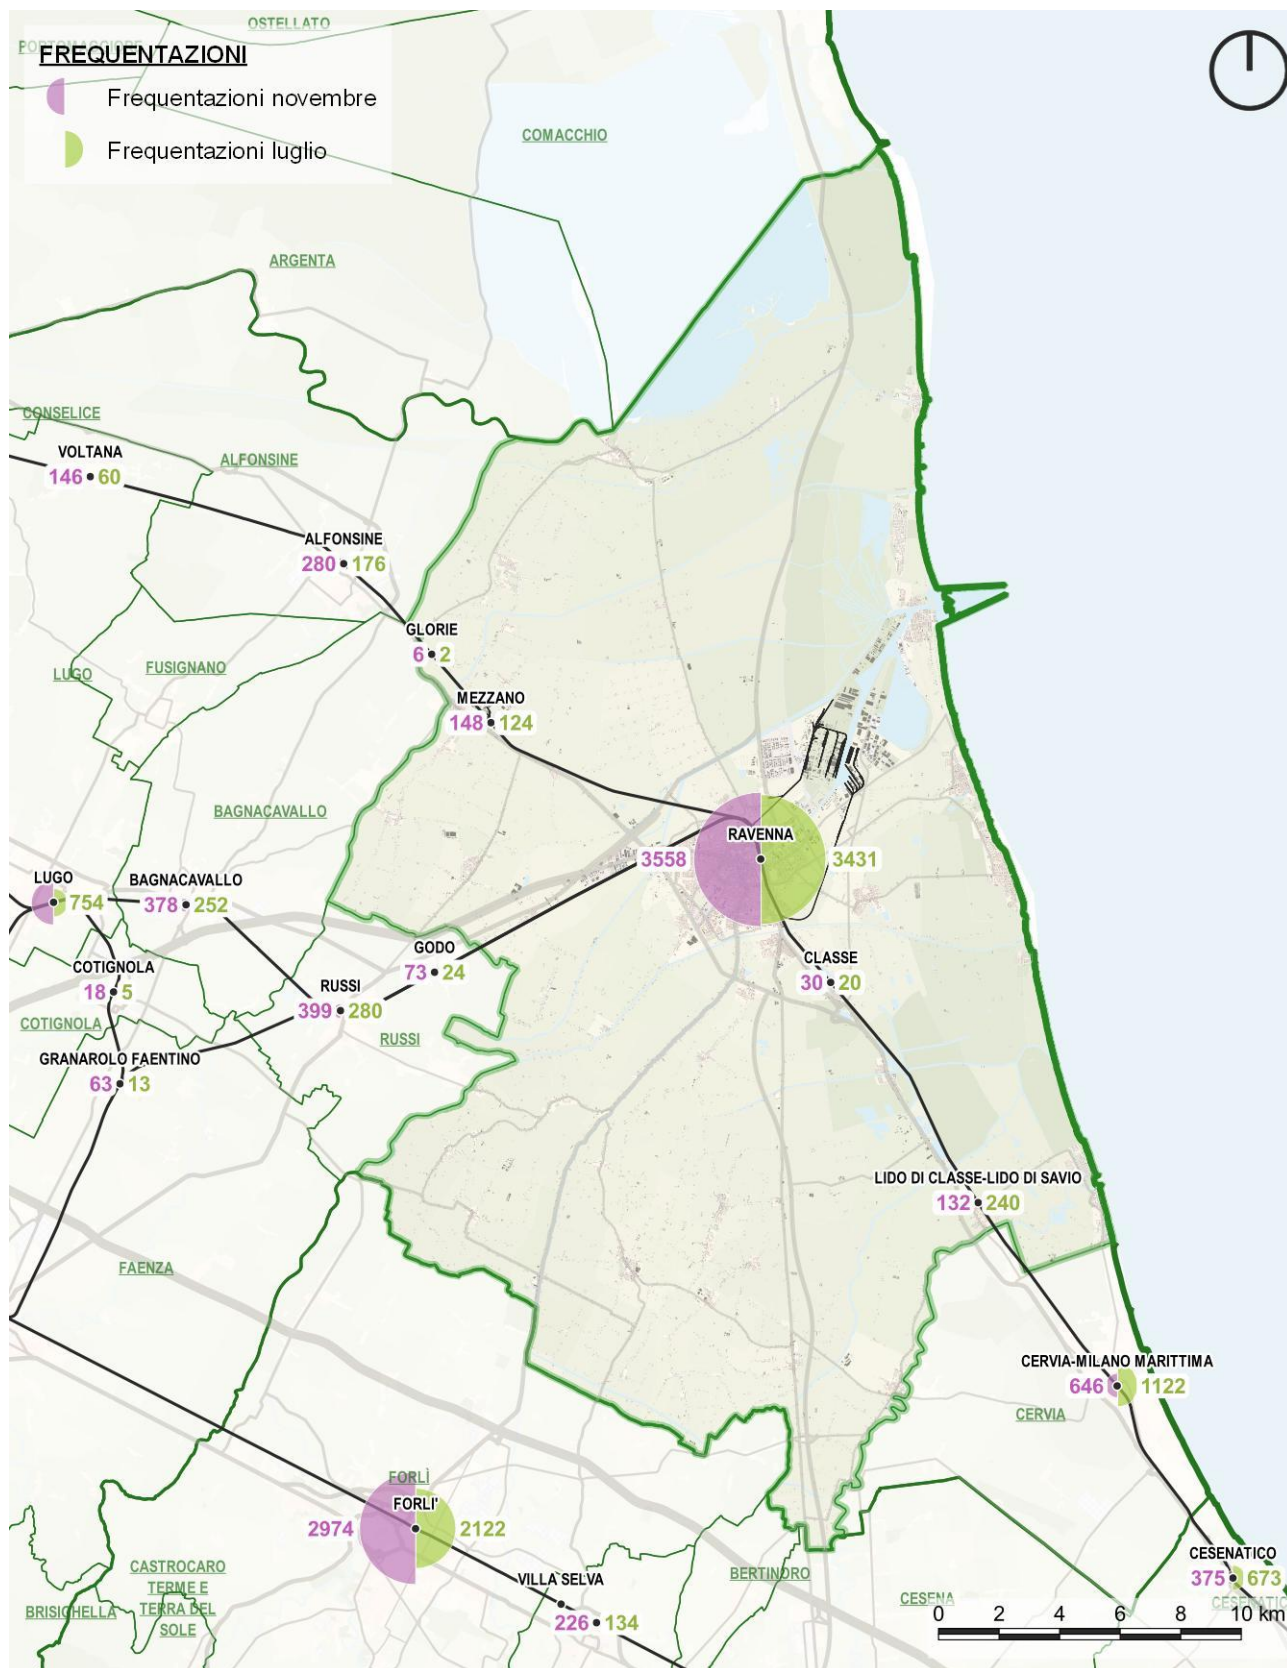 OSTELLATO
PORTOMAGGIORE
FREQUENTAZIONI
Frequentazioni novembre
Frequentazioni luglio
COMACCHIO
ARGENTA
CONSELICE
VOLTANA
146 60
ALFONSINE
ALFONSINE
280 176
GLORIE
6 2
FUSIGNANO
LUGO
MEZZANO
148 124
BAGNACAVALLO
RAVENNA
3558 3431
LUGO
754
BAGNACAVALLO
378 252
GODO
73 24
CLASSE
30 20
COTIGNOLA
18 5
RUSSI
399 280
COTIGNOLA
RUSSI
GRANAROLO FAENTINO
63 13
LIDO DI CLASSE-LIDO DI SAVIO
132 240
FAENZA
CERVIA-MILANO MARITTIMA
646 1122
CERVIA
FORLÌ
FORLI'
2974 2122
CESENATICO
375 673
CASTROCARO
TERME E
TERRA DEL
SOLE
BRISIGHELLA
VILLA SELVA
226 134
BERTINORO
CESENA
CESENATICO
0 2 4 6 8 10 km